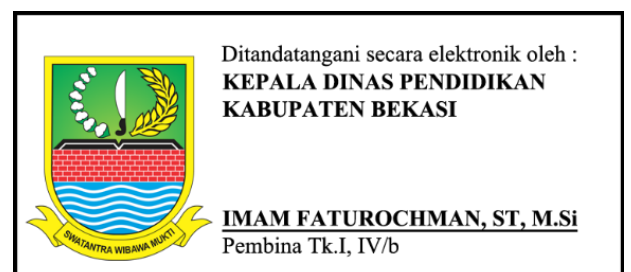 Ditandatangani secara elektronik oleh :
KEPALA DINAS PENDIDIKAN
KABUPATEN BEKASI
IMAM FATUROCHMAN, ST, M.Si
Pembina Tk.I, IV/b
SWATANTRA WIBAWA MUKTI